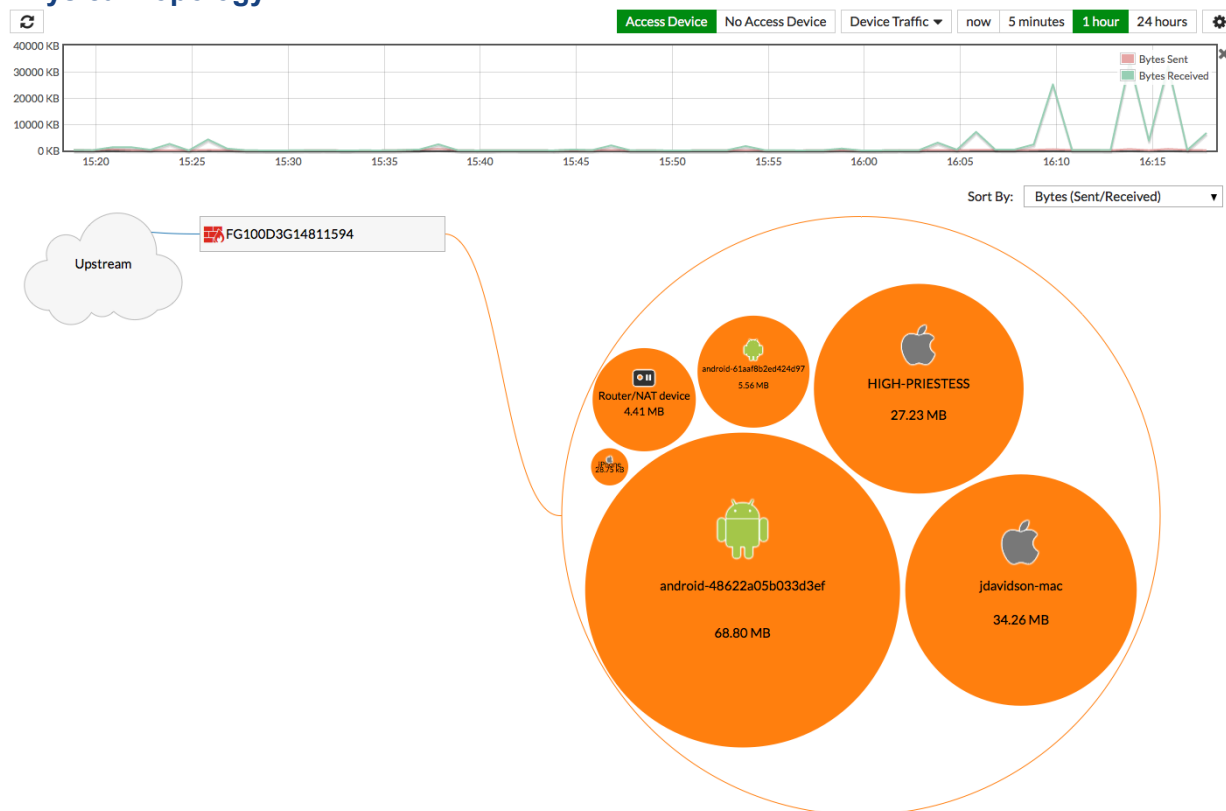 Access Device No Access Device Device Traffic now 5 minutes 1 hour 24 hours
40000 KB
30000 KB
20000 KB
10000 KB
0 KB
Bytes Sent
Bytes Received
15:20 15:25 15:30 15:35 15:40 15:45 15:50 15:55 16:00 16:05 16:10 16:15
Sort By: Bytes (Sent/Received)
Upstream
FG100D3G14811594
android-61aaf8b2ed424d97
5.56 MB
HIGH-PRIESTESS
27.23 MB
Router/NAT device
4.41 MB
iPhone
28.75 kB
android-48622a05b033d3ef
68.80 MB
jdavidson-mac
34.26 MB